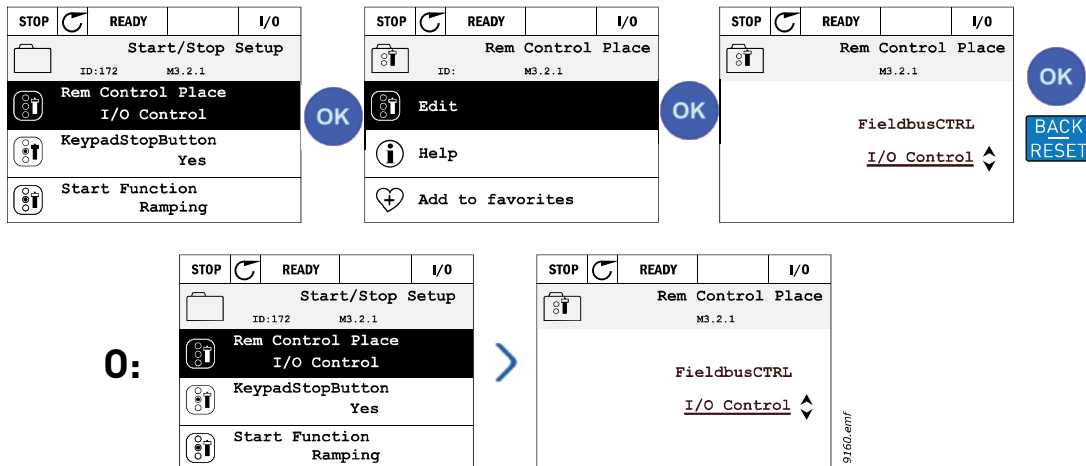 STOP READY I/O
Start/Stop Setup
ID:172 M3.2.1
Rem Control Place
I/O Control
KeypadStopButton
Yes
Start Function
Ramping
OK
STOP READY I/O
Rem Control Place
ID: M3.2.1
Edit
Help
Add to favorites
OK
STOP READY I/O
Rem Control Place
M3.2.1
FieldbusCTRL
I/O Control
OK
BACK
RESET
O:
STOP READY I/O
Start/Stop Setup
ID:172 M3.2.1
Rem Control Place
I/O Control
KeypadStopButton
Yes
Start Function
Ramping
STOP READY I/O
Rem Control Place
M3.2.1
FieldbusCTRL
I/O Control
9160.emf